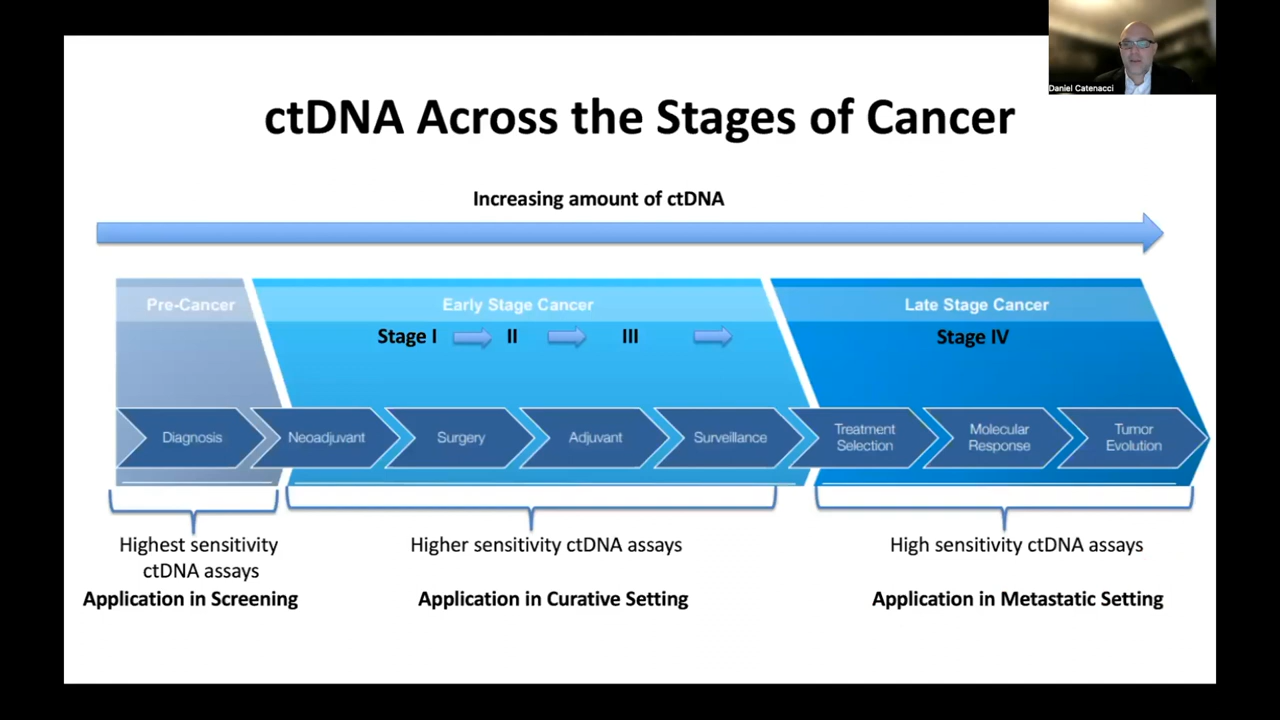 Daniel Catenacci
ctDNA Across the Stages of Cancer
Increasing amount of ctDNA
Pre-Cancer
Early Stage Cancer
Late Stage Cancer
Stage I
II
III
Stage IV
Diagnosis
Neoadjuvant
Surgery
Adjuvant
Surveillance
Treatment
Selection
Molecular
Response
Tumor
Evolution
Highest sensitivity
ctDNA assays
Application in Screening
Higher sensitivity ctDNA assays
Application in Curative Setting
High sensitivity ctDNA assays
Application in Metastatic Setting